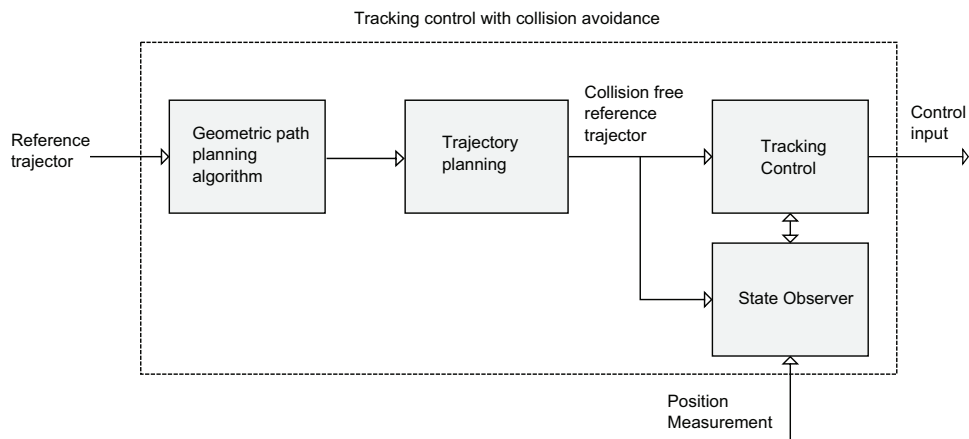 Tracking control with collision avoidance
Reference
trajector
Geometric path
planning
algorithm
Trajectory
planning
Collision free
reference
trajector
Tracking
Control
Control
input
State Observer
Position
Measurement